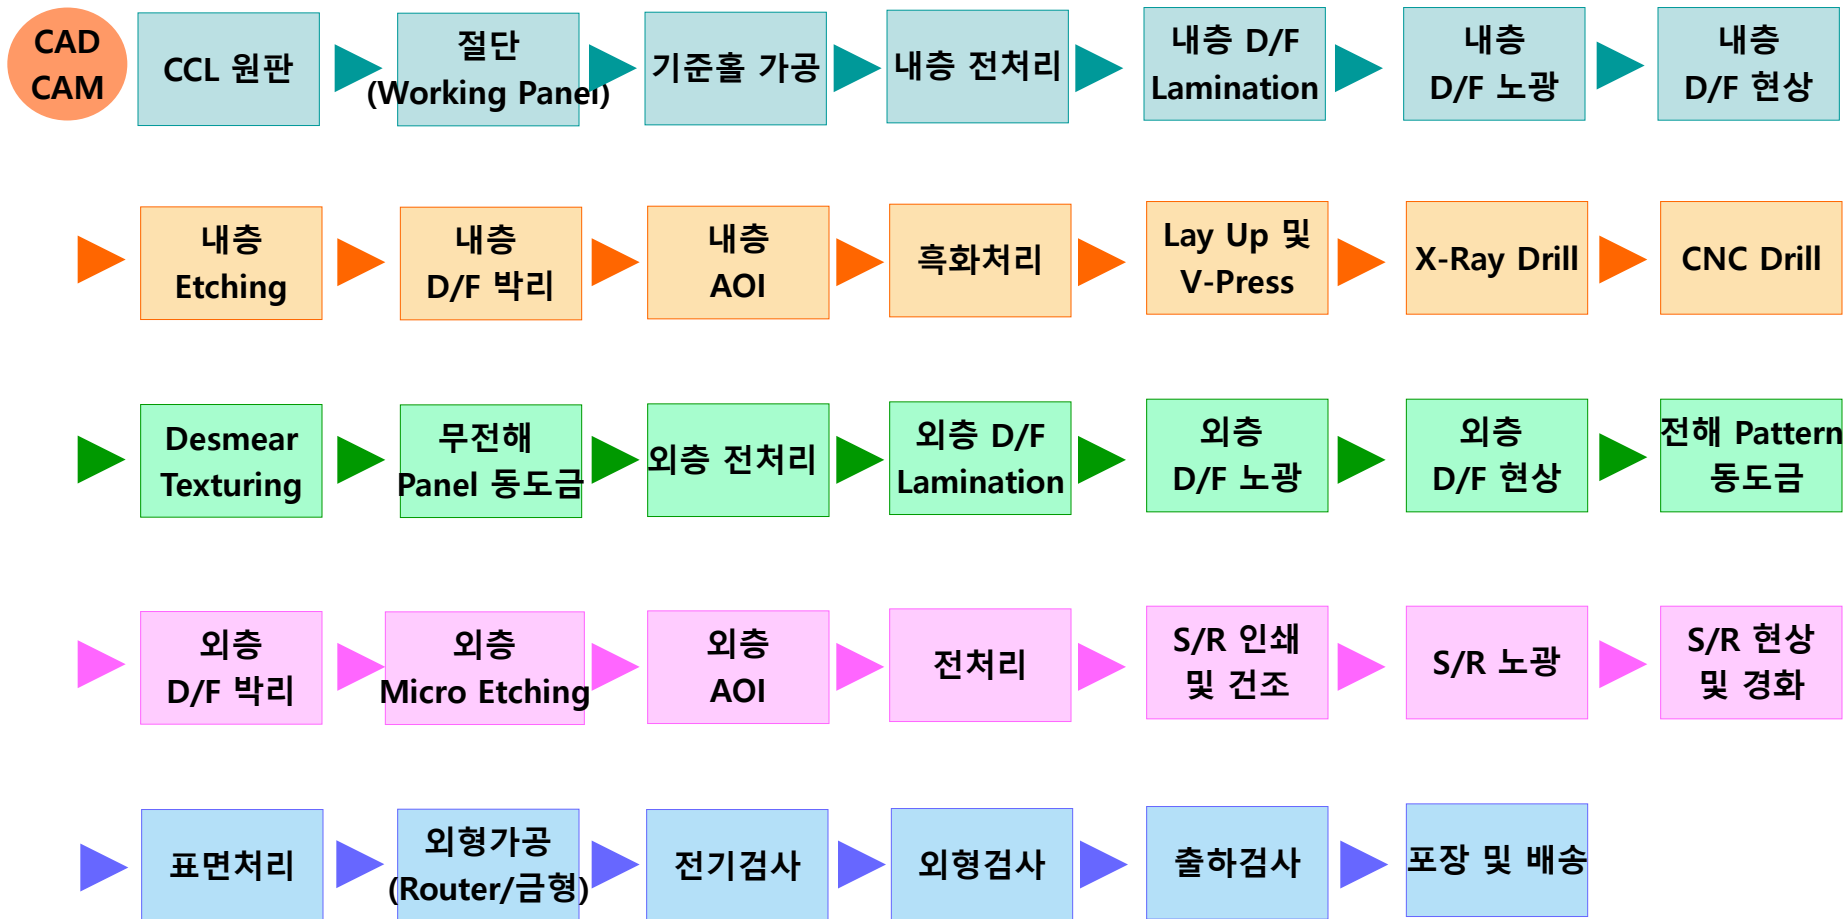 CAD
CAM
CCL 원판
절단
(Working Panel)
기준홀 가공
내층 전처리
내층 D/F
Lamination
내층
D/F 노광
내층
D/F 현상
내층
Etching
내층
D/F 박리
내층
AOI
흑화처리
Lay Up 및
V-Press
X-Ray Drill
CNC Drill
Desmear
Texturing
무전해
Panel 동도금
외층 전처리
외층 D/F
Lamination
외층
D/F 노광
외층
D/F 현상
전해 Pattern
동도금
외층
D/F 박리
외층
Micro Etching
외층
AOI
전처리
S/R 인쇄
및 건조
S/R 노광
S/R 현상
및 경화
표면처리
외형가공
(Router/금형)
전기검사
외형검사
출하검사
포장 및 배송